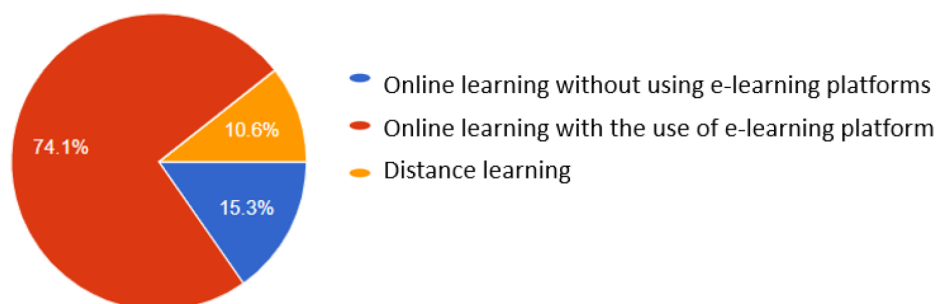 74.1%
10.6%
15.3%
Online learning without using e-learning platforms
Online learning with the use of e-learning platform
Distance learning